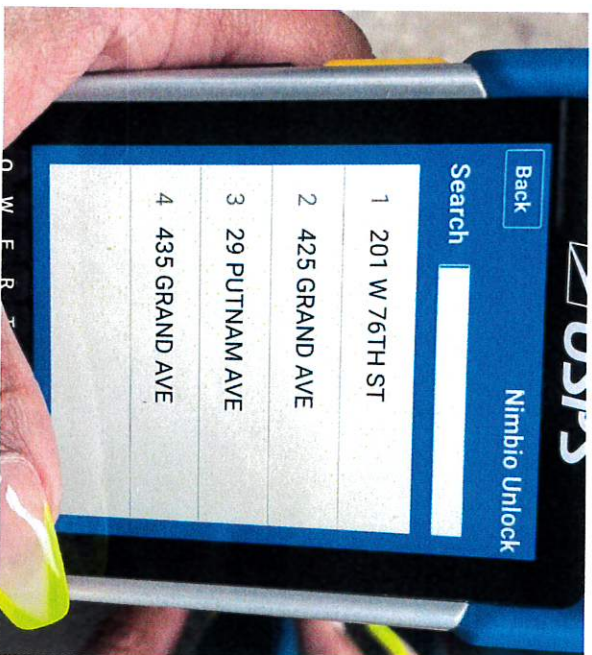 USPS
Back
Nimbio Unlock
Search
1 201 W 76TH ST
2 425 GRAND AVE
3 29 PUTNAM AVE
4 435 GRAND AVE
O W E R T